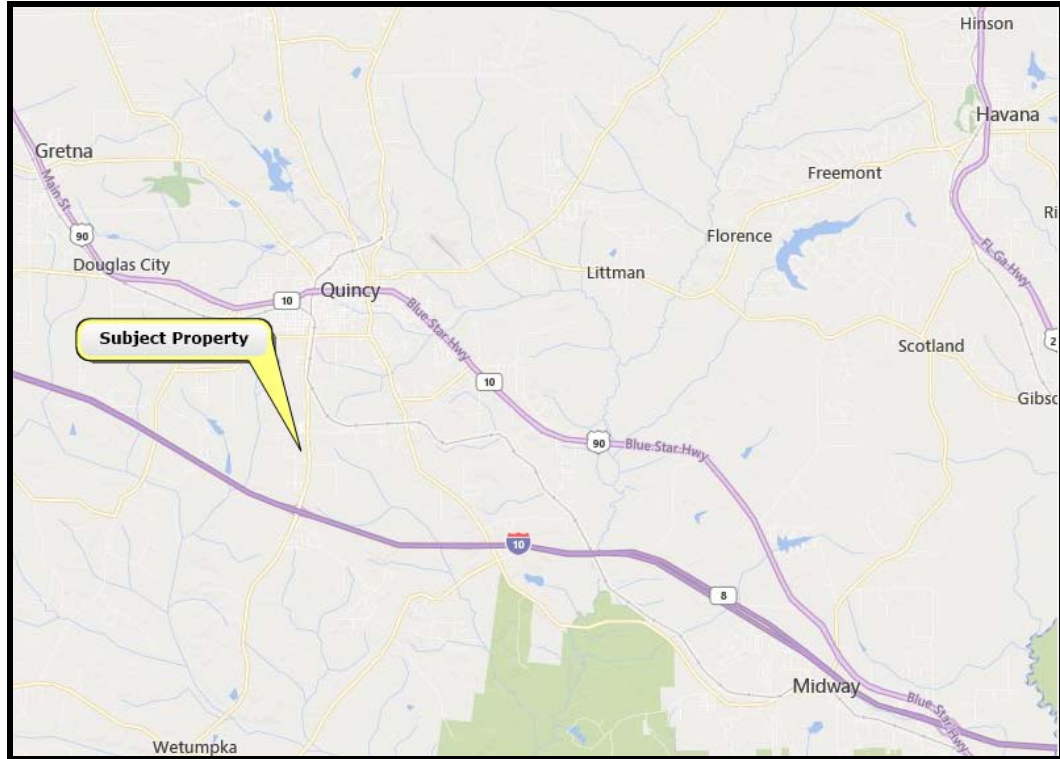 Hinson
Havana
Gretna
Freemont
Main St
Ri
90
Florence
Fl-Ga Hwy
Douglas City
Littman
Quincy
10
Blue Star Hwy
Subject Property
Scotland
2
10
Gibsc
90
Blue Star Hwy
10
8
Midway
Blue Star Hwy
Wetumpka